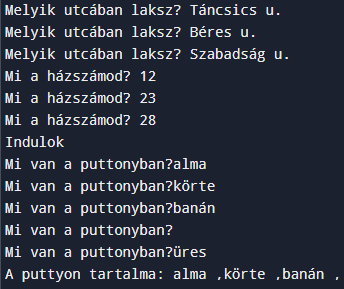 Melyik utcában laksz? Táncsics u.
Melyik utcában laksz? Béres u.
Melyik utcában laksz? Szabadság u.
Mi a házszámod? 12
Mi a házszámod? 23
Mi a házszámod? 28
Indulok
Mi van a puttonyban?alma
Mi van a puttonyban?körte
Mi van a puttonyban?banán
Mi van a puttonyban?
Mi van a puttonyban?üres
A puttyon tartalma: alma ,körte ,banán ,